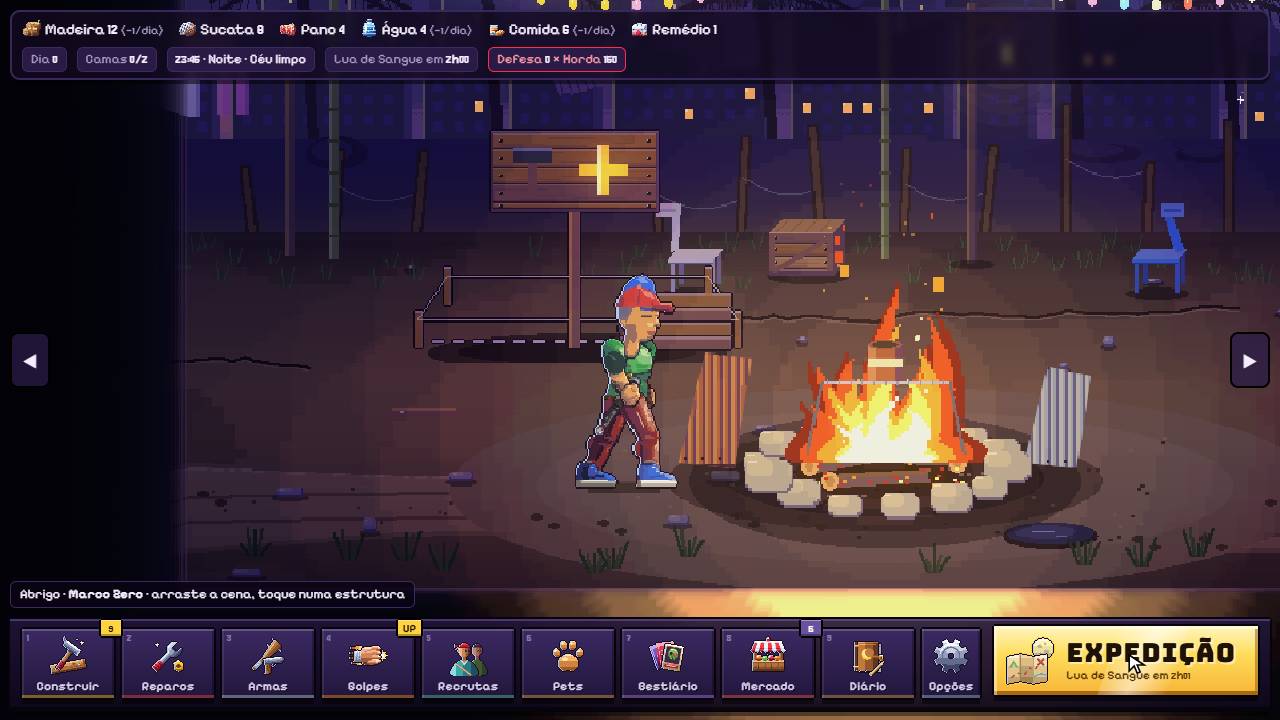 Madeira 12 (-1/dia) Sucata 8 Pano 4 Água 4 (-1/dia) Comida 6 (-1/dia) Remédio 1
Dia 0 Camas 0/2 23:46 · Noite · Céu limpo Lua de Sangue em 2h00 Defesa 0 × Horda 160
◀ ▶
Abrigo · Marco Zero · arraste a cena, toque numa estrutura
9 UP 6
1 2 3 4 5 6 7 8 9
Construir Reparos Armas Golpes Recrutas Pets Bestiário Mercado Diário Opções
EXPEDIÇÃO
Lua de Sangue em 2h01